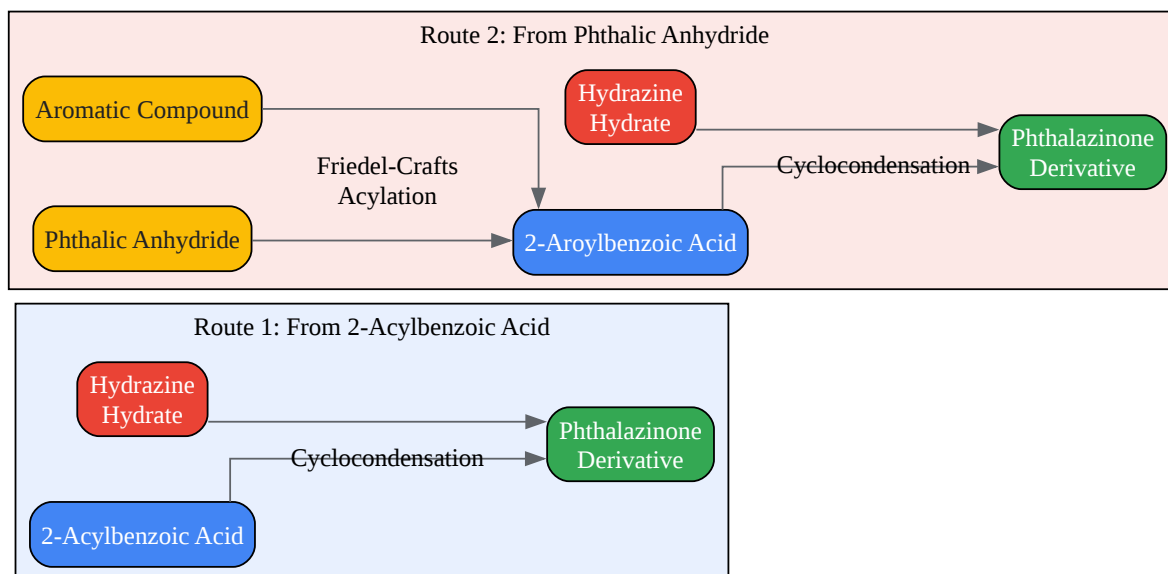 Route 2: From Phthalic Anhydride
Aromatic Compound
Hydrazine
Hydrate
Phthalazinone
Derivative
Friedel-Crafts
Acylation
Cyclocondensation
Phthalic Anhydride
2-Aroylbenzoic Acid
Route 1: From 2-Acylbenzoic Acid
Hydrazine
Hydrate
Phthalazinone
Derivative
Cyclocondensation
2-Acylbenzoic Acid